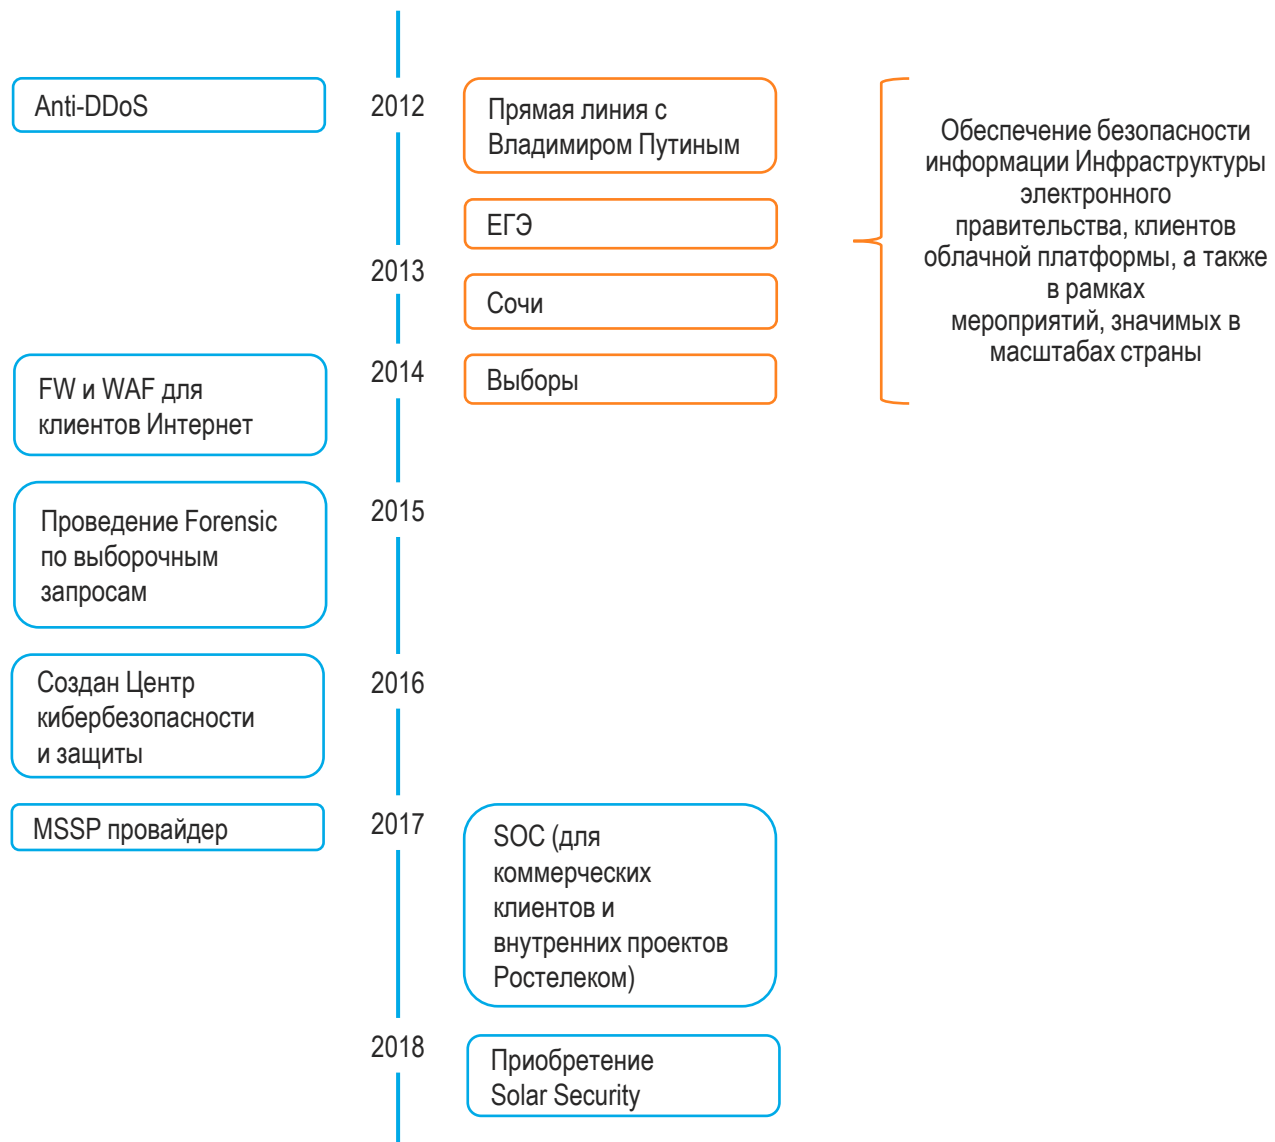 Anti-DDoS
2012
Прямая линия с
Владимиром Путиным
ЕГЭ
2013
Сочи
2014
Выборы
Обеспечение безопасности
информации Инфраструктуры
электронного
правительства, клиентов
облачной платформы, а также
в рамках
мероприятий, значимых в
масштабах страны
FW и WAF для
клиентов Интернет
2015
Проведение Forensic
по выборочным
запросам
2016
Создан Центр
кибербезопасности
и защиты
2017
MSSP провайдер
SOC (для
коммерческих
клиентов и
внутренних проектов
Ростелеком)
2018
Приобретение
Solar Security